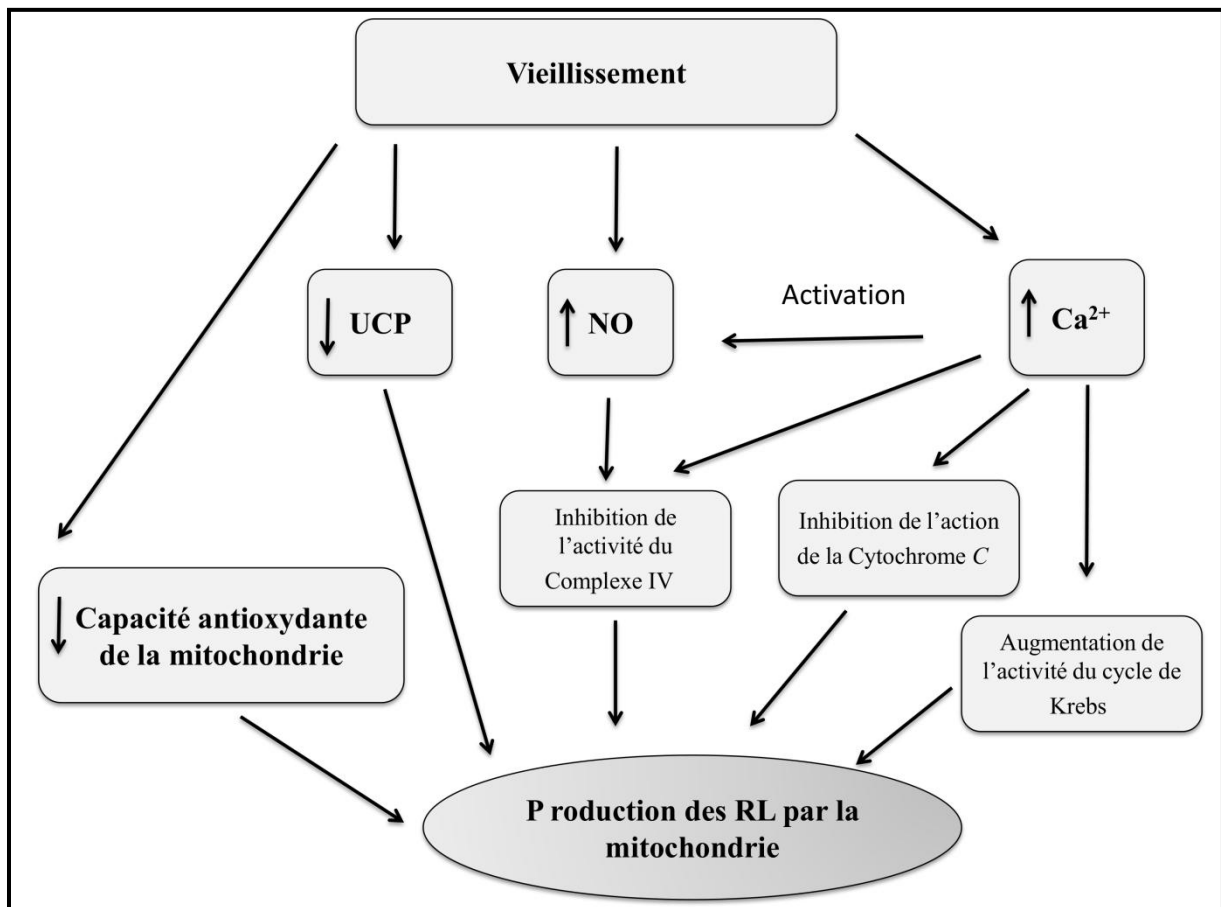 Vieillissement
UCP
NO
Activation
Ca²⁺
Inhibition de
l’activité du
Complexe IV
Inhibition de l’action
de la Cytochrome C
Capacité antioxydante
de la mitochondrie
Augmentation de
l’activité du cycle de
Krebs
P roduction des RL par la
mitochondrie